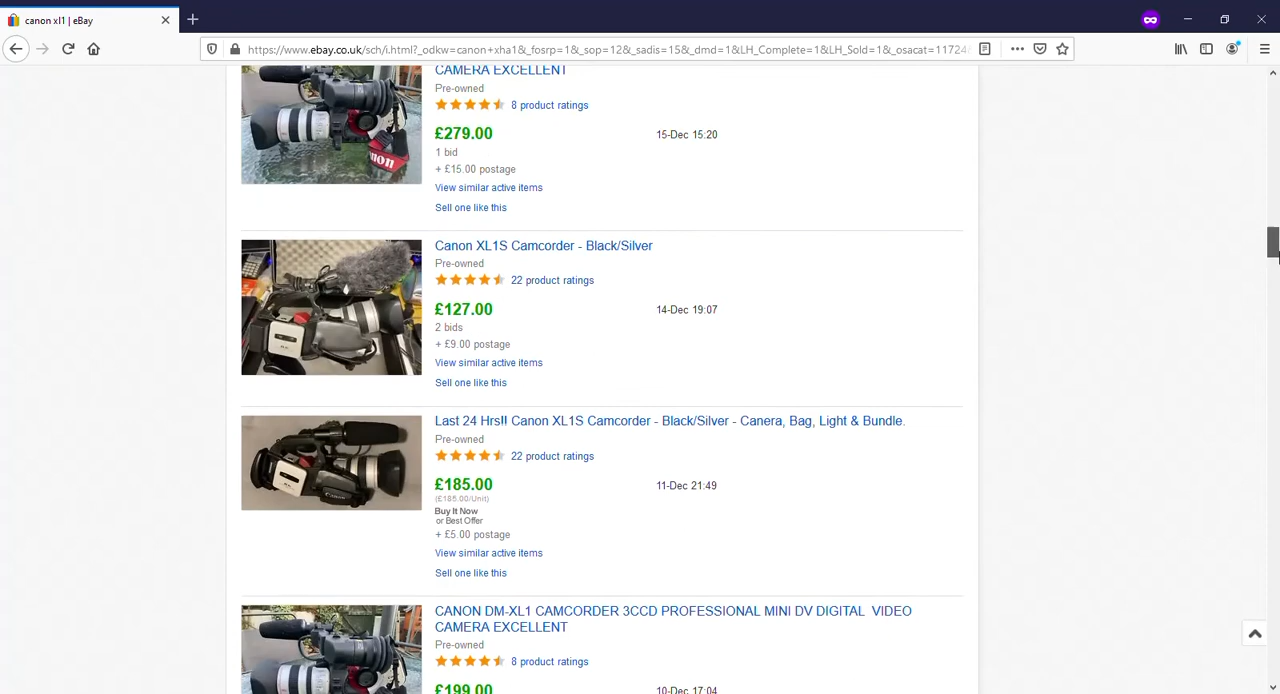 canon xl1 | eBay
https://www.ebay.co.uk/sch/i.html?_odkw=canon+xha1&_fosrp=1&_sop=12&_sadis=15&_dmd=1&LH_Complete=1&LH_Sold=1&_osacat=11724
CAMERA EXCELLENT
Pre-owned
8 product ratings
£279.00 15-Dec 15:20
1 bid
+ £15.00 postage
View similar active items
Sell one like this
Canon XL1S Camcorder - Black/Silver
Pre-owned
22 product ratings
£127.00 14-Dec 19:07
2 bids
+ £9.00 postage
View similar active items
Sell one like this
Last 24 Hrs!! Canon XL1S Camcorder - Black/Silver - Canera, Bag, Light & Bundle.
Pre-owned
22 product ratings
£185.00 11-Dec 21:49
(£185.00/Unit)
Buy It Now
or Best Offer
+ £5.00 postage
View similar active items
Sell one like this
CANON DM-XL1 CAMCORDER 3CCD PROFESSIONAL MINI DV DIGITAL VIDEO
CAMERA EXCELLENT
Pre-owned
8 product ratings
£199.00 10-Dec 17:04